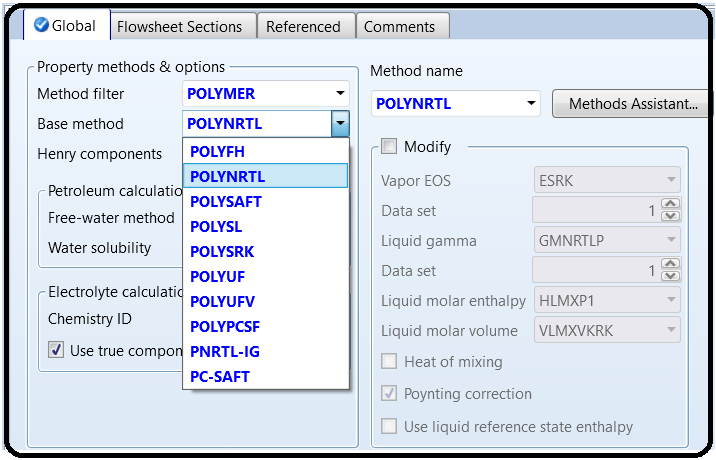 Global
Flowsheet Sections
Referenced
Comments
Property methods & options
Method filter
POLYMER
Base method
POLYNRTL
Henry components
POLYFH
POLYNRTL
POLYSAFT
POLYSL
POLYSRK
POLYUF
POLYUFV
POLYPCSF
PNRTL-IG
PC-SAFT
Petroleum calculatio
Free-water method
Water solubility
Electrolyte calculatio
Chemistry ID
Use true compon
Method name
POLYNRTL
Methods Assistant...
Modify
Vapor EOS
ESRK
Data set
1
Liquid gamma
GMNRTLP
Data set
1
Liquid molar enthalpy
HLMXP1
Liquid molar volume
VLMXVKRK
Heat of mixing
Poynting correction
Use liquid reference state enthalpy